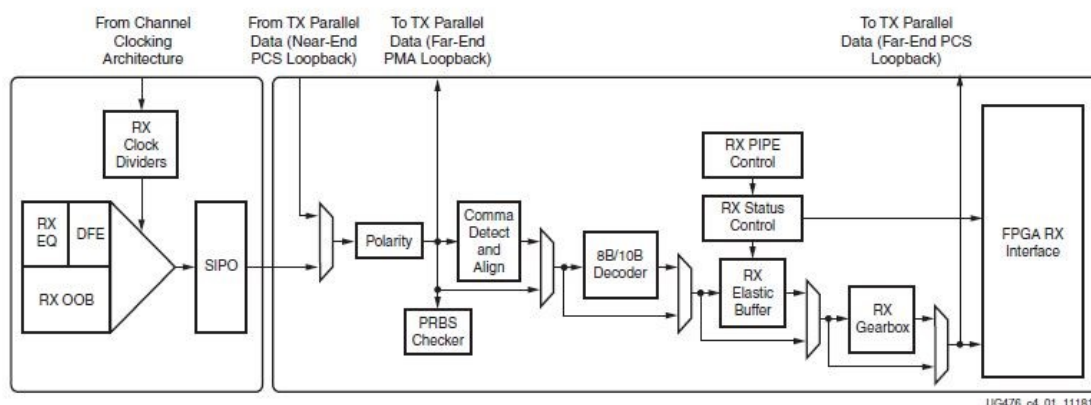 From Channel
Clocking
Architecture
From TX Parallel
Data (Near-End
PCS Loopback)
To TX Parallel
Data (Far-End
PMA Loopback)
To TX Parallel
Data (Far-End PCS
Loopback)
RX
Clock
Dividers
RX
EQ
DFE
RX OOB
SIPO
Polarity
PRBS
Checker
Comma
Detect
and
Align
8B/10B
Decoder
RX PIPE
Control
RX Status
Control
RX
Elastic
Buffer
RX
Gearbox
FPGA RX
Interface